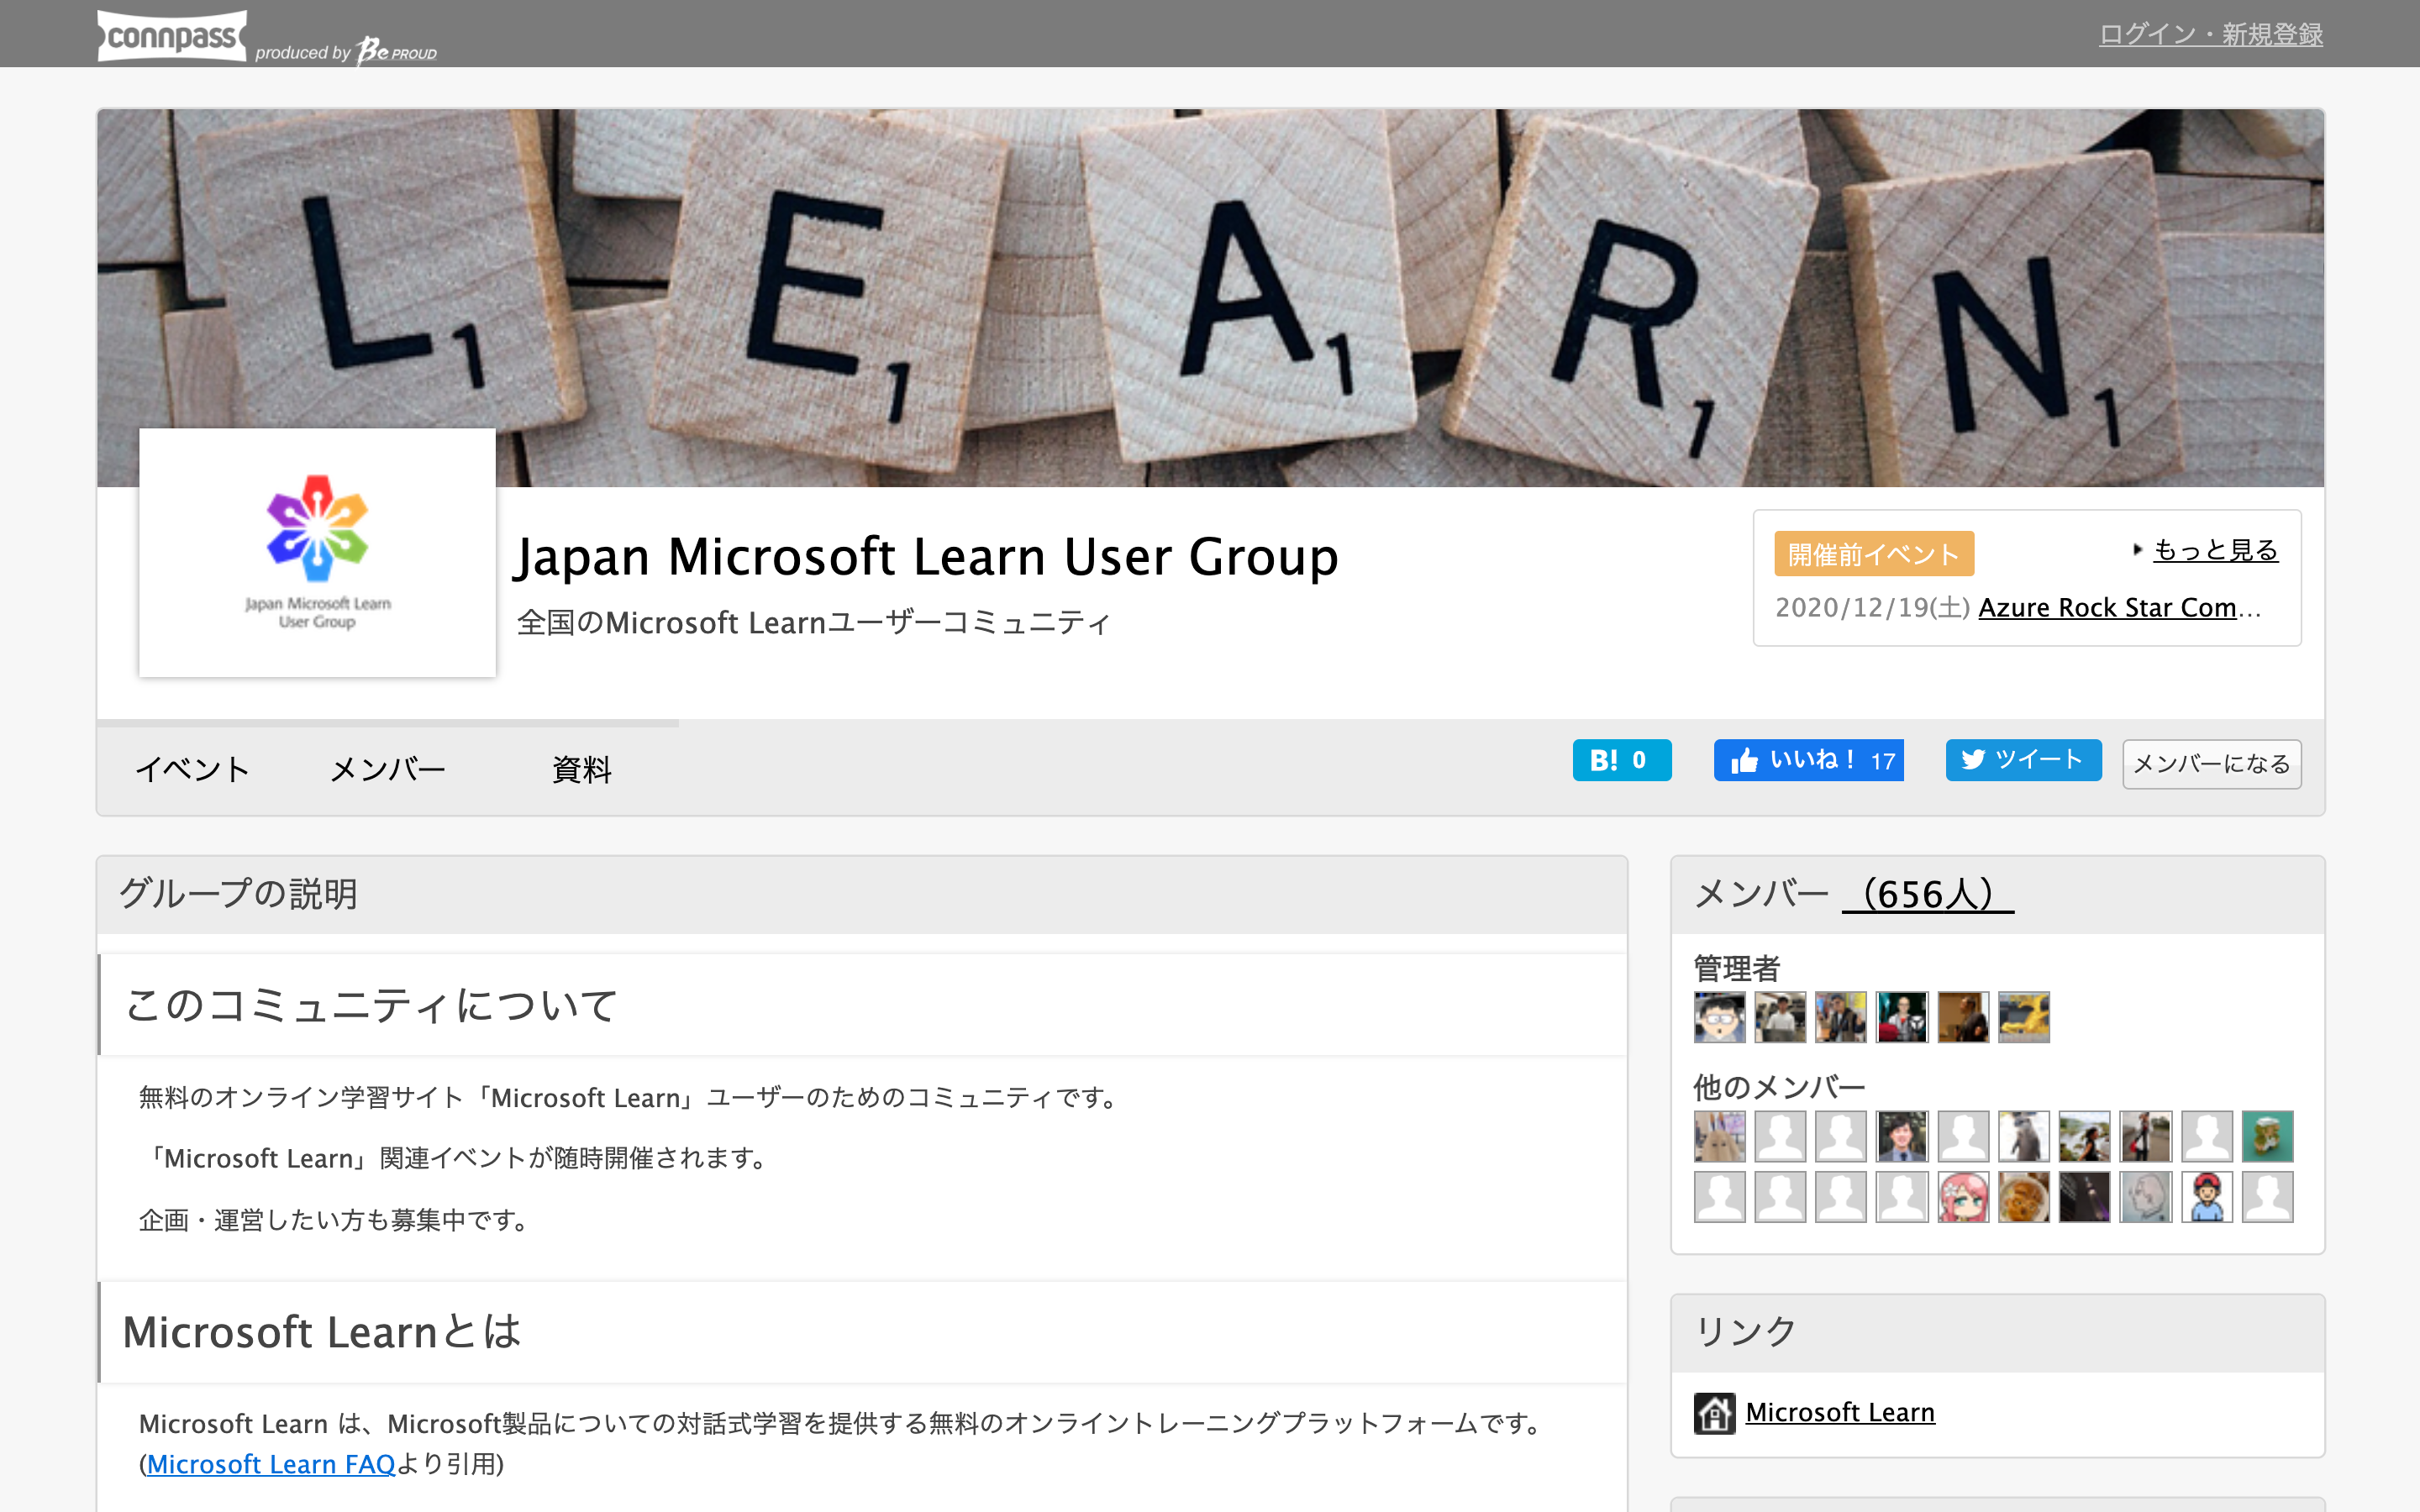 connpass produced by Be PROUD
ログイン・新規登録
L1 E1 A1 R1 N1
Japan Microsoft Learn
User Group
Japan Microsoft Learn User Group
全国のMicrosoft Learnユーザーコミュニティ
開催前イベント
もっと見る
2020/12/19(土) Azure Rock Star Com…
イベント
メンバー
資料
B! 0
いいね！ 17
ツイート
メンバーになる
グループの説明
このコミュニティについて
無料のオンライン学習サイト「Microsoft Learn」ユーザーのためのコミュニティです。
「Microsoft Learn」関連イベントが随時開催されます。
企画・運営したい方も募集中です。
Microsoft Learnとは
Microsoft Learn は、Microsoft製品についての対話式学習を提供する無料のオンライントレーニングプラットフォームです。
(Microsoft Learn FAQより引用)
メンバー （656人）
管理者
他のメンバー
リンク
Microsoft Learn